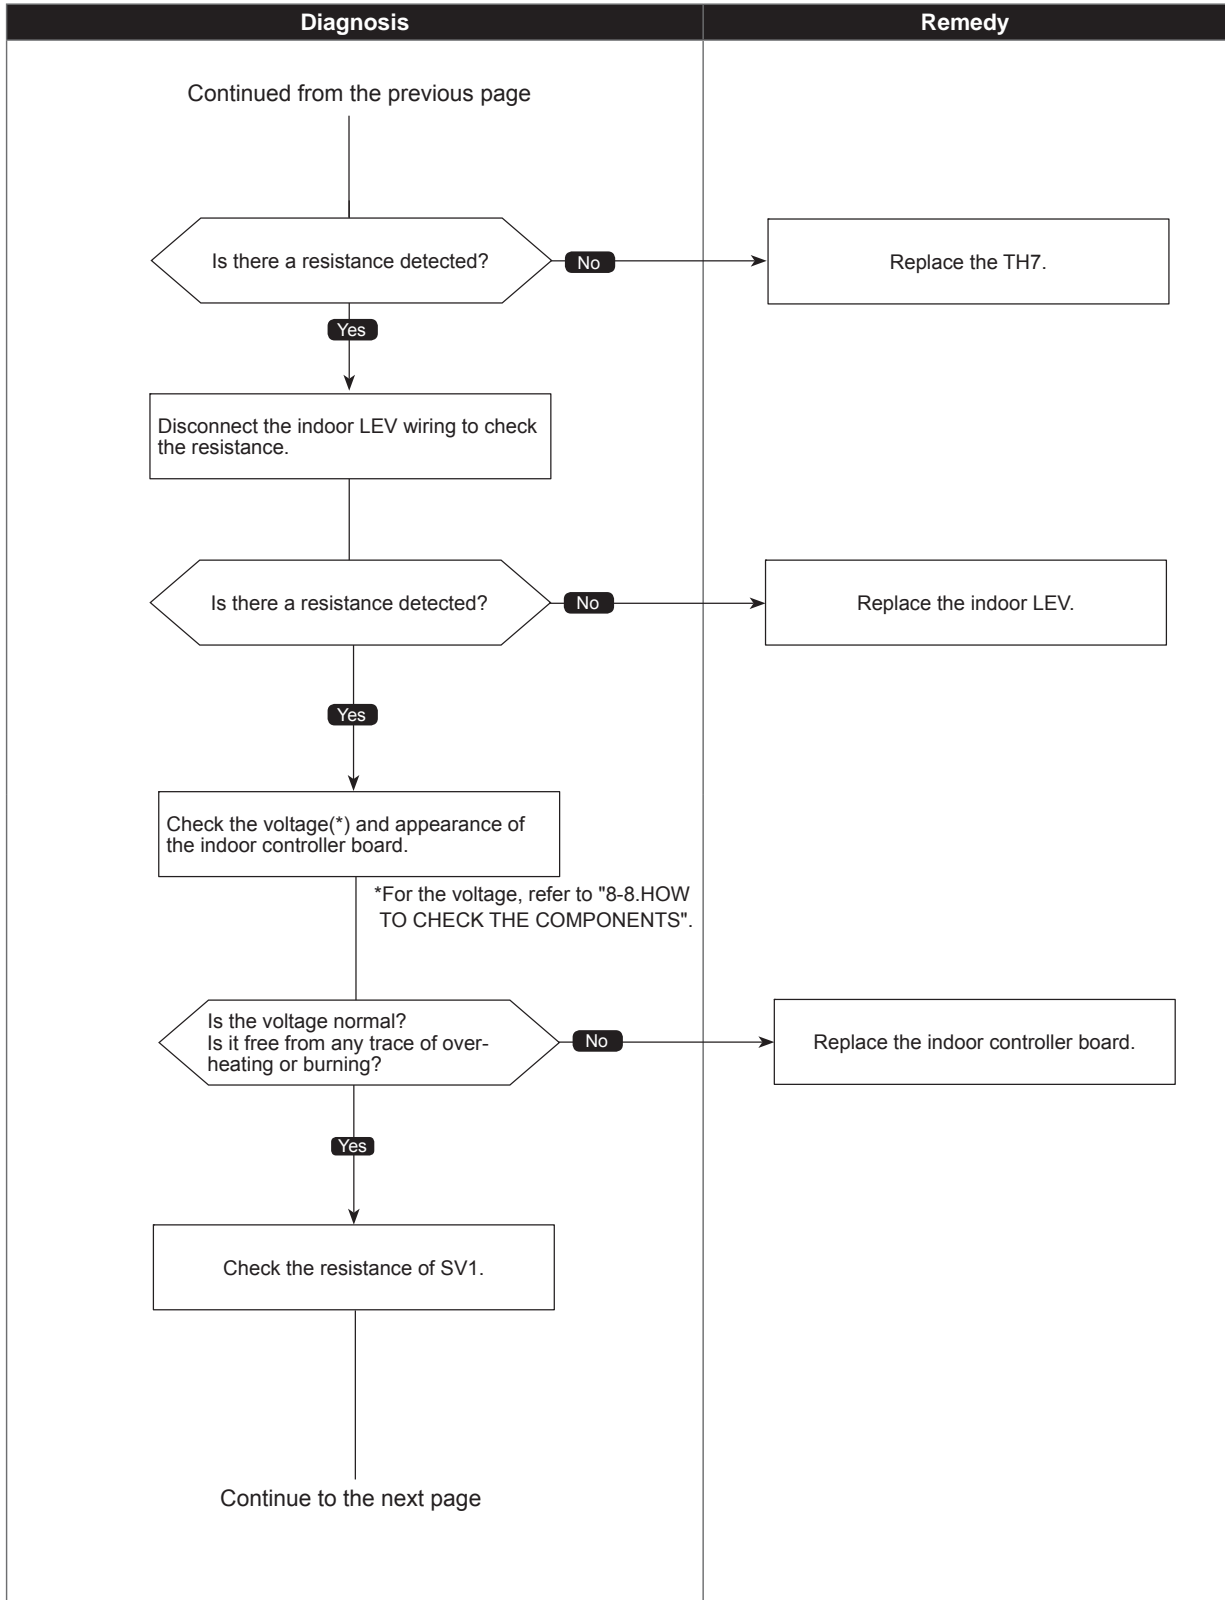 Diagnosis
Remedy
Continued from the previous page
Is there a resistance detected?
No
Replace the TH7.
Yes
Disconnect the indoor LEV wiring to check
the resistance.
Is there a resistance detected?
No
Replace the indoor LEV.
Yes
Check the voltage(*) and appearance of
the indoor controller board.
*For the voltage, refer to "8-8.HOW
TO CHECK THE COMPONENTS".
Is the voltage normal?
Is it free from any trace of over-
heating or burning?
No
Replace the indoor controller board.
Yes
Check the resistance of SV1.
Continue to the next page